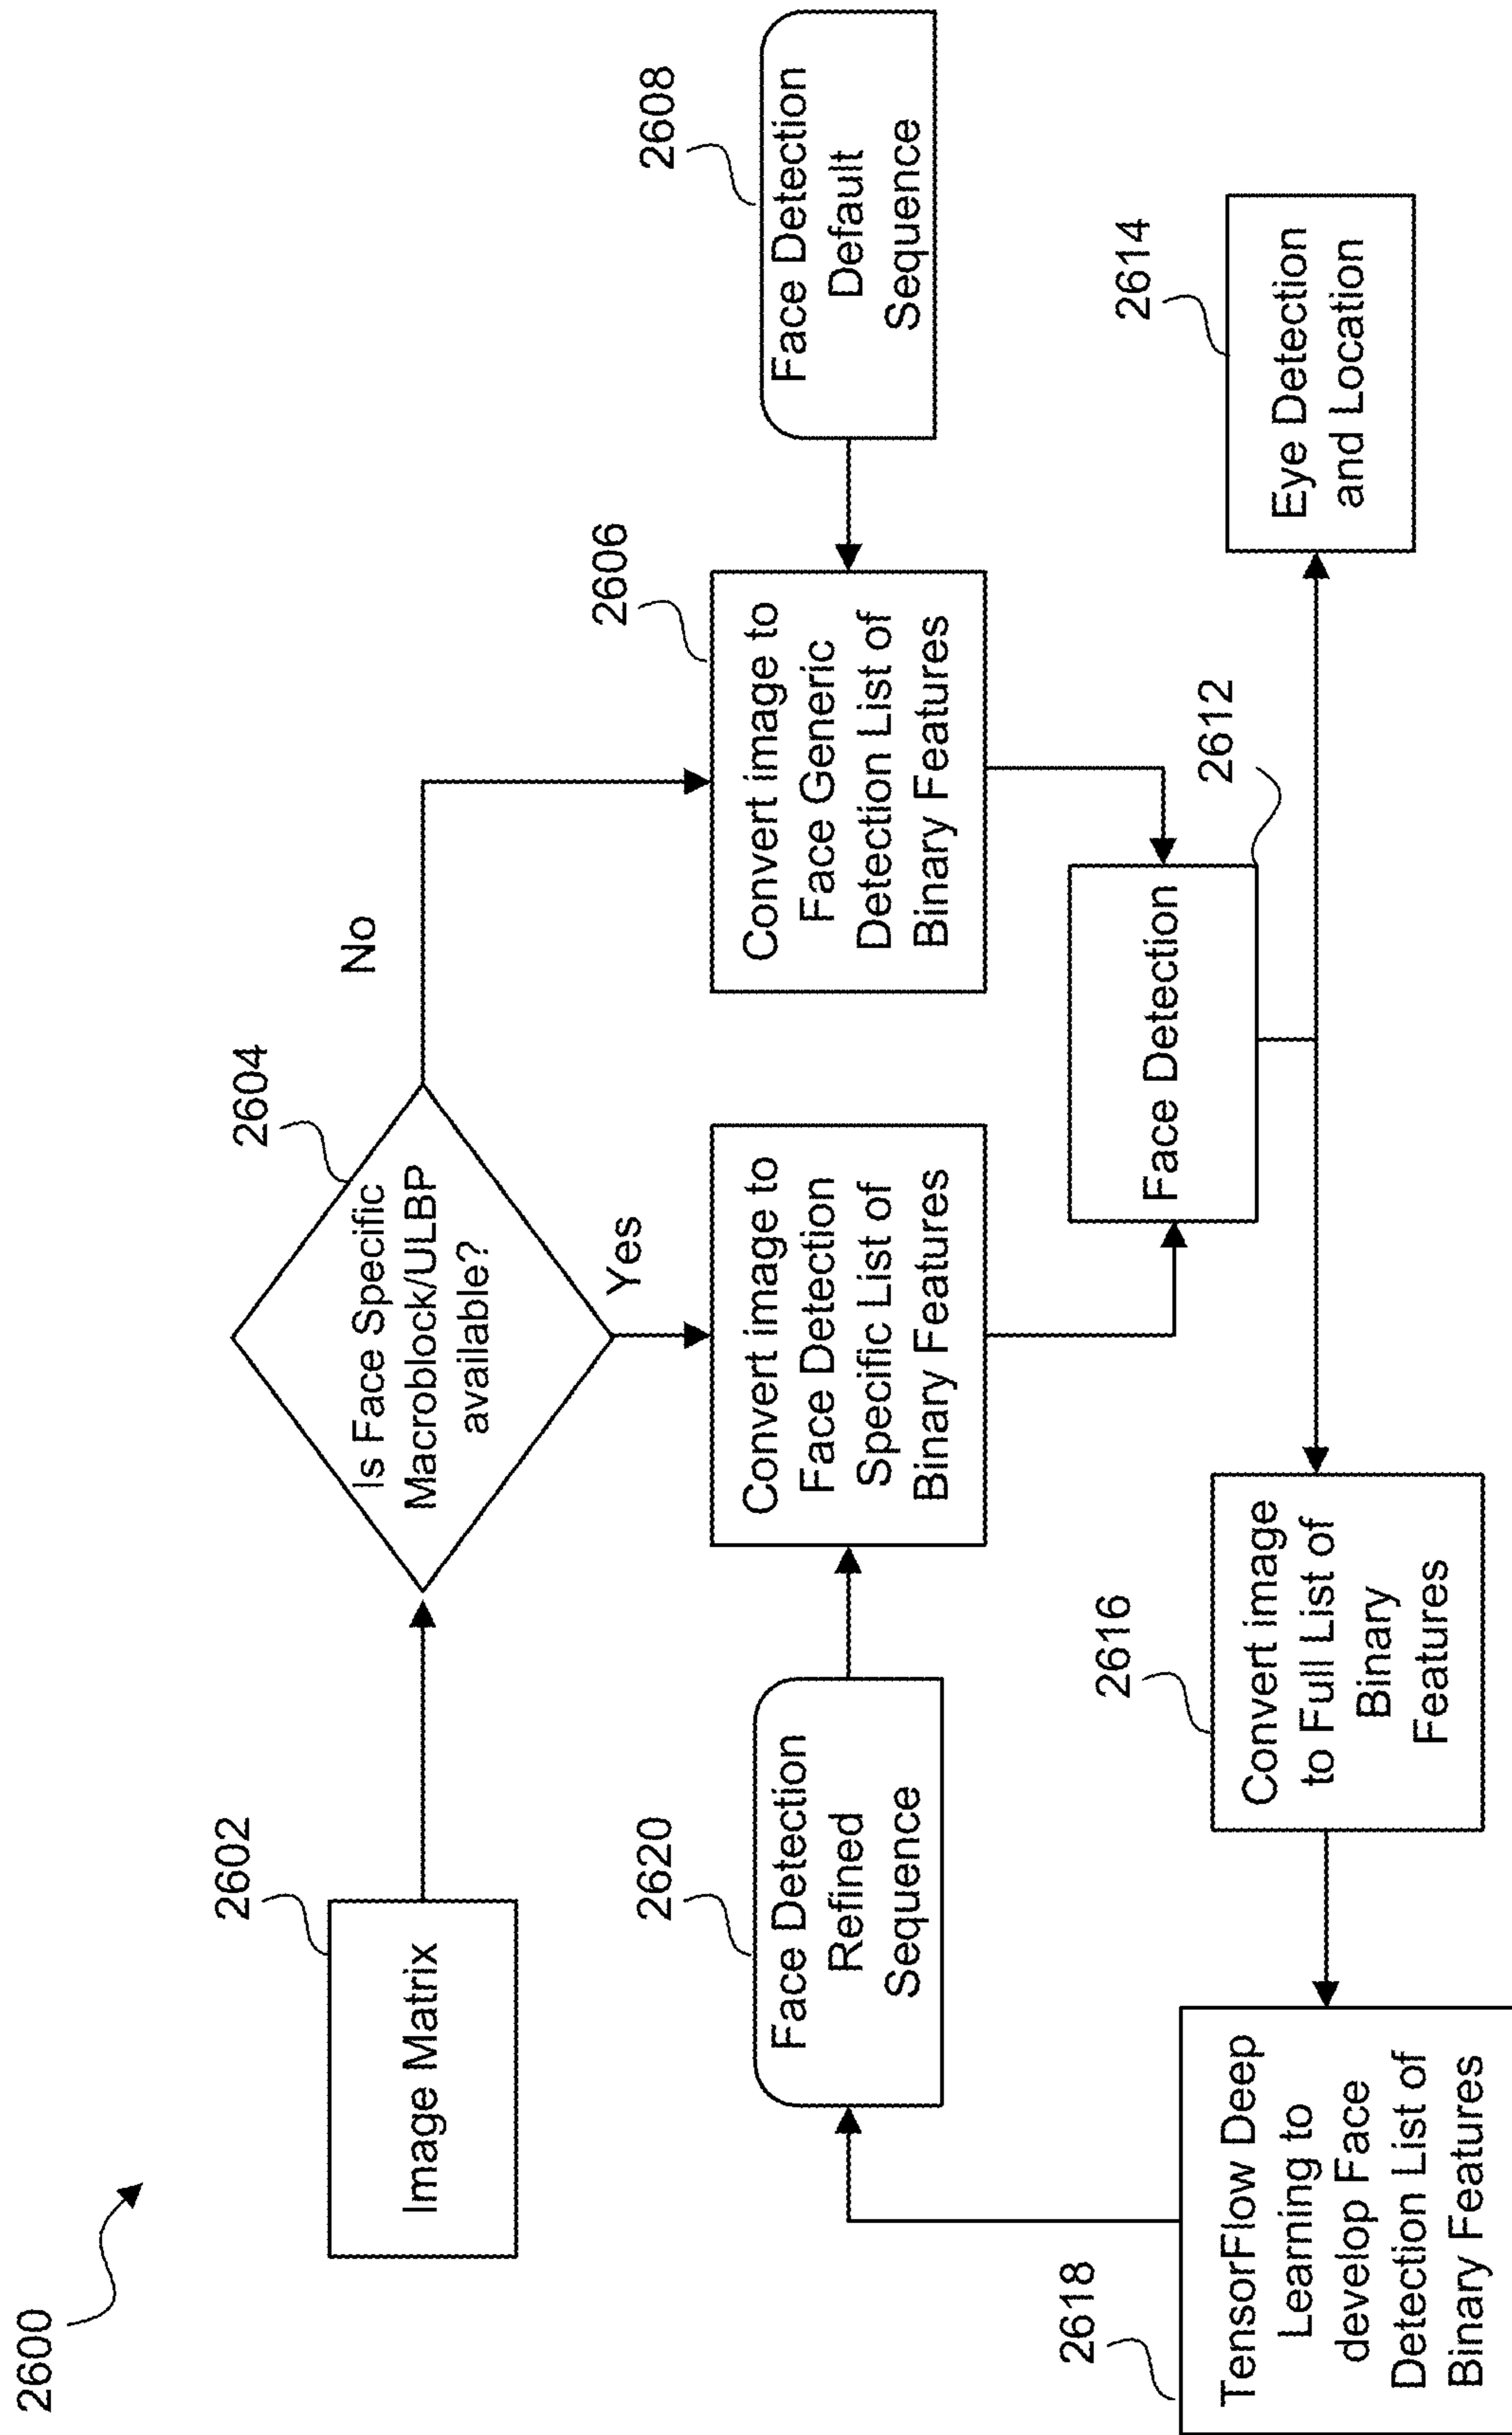 2600
2602
Image Matrix
2604
Is Face Specific
Macroblock/ULBP
available?
No
Yes
2620
Face Detection
Refined
Sequence
Convert image to
Face Detection
Specific List of
Binary Features
2606
Convert image to
Face Generic
Detection List of
Binary Features
2608
Face Detection
Default
Sequence
Face Detection
2612
2618
TensorFlow Deep
Learning to
develop Face
Detection List of
Binary Features
2616
Convert image
to Full List of
Binary
Features
2614
Eye Detection
and Location